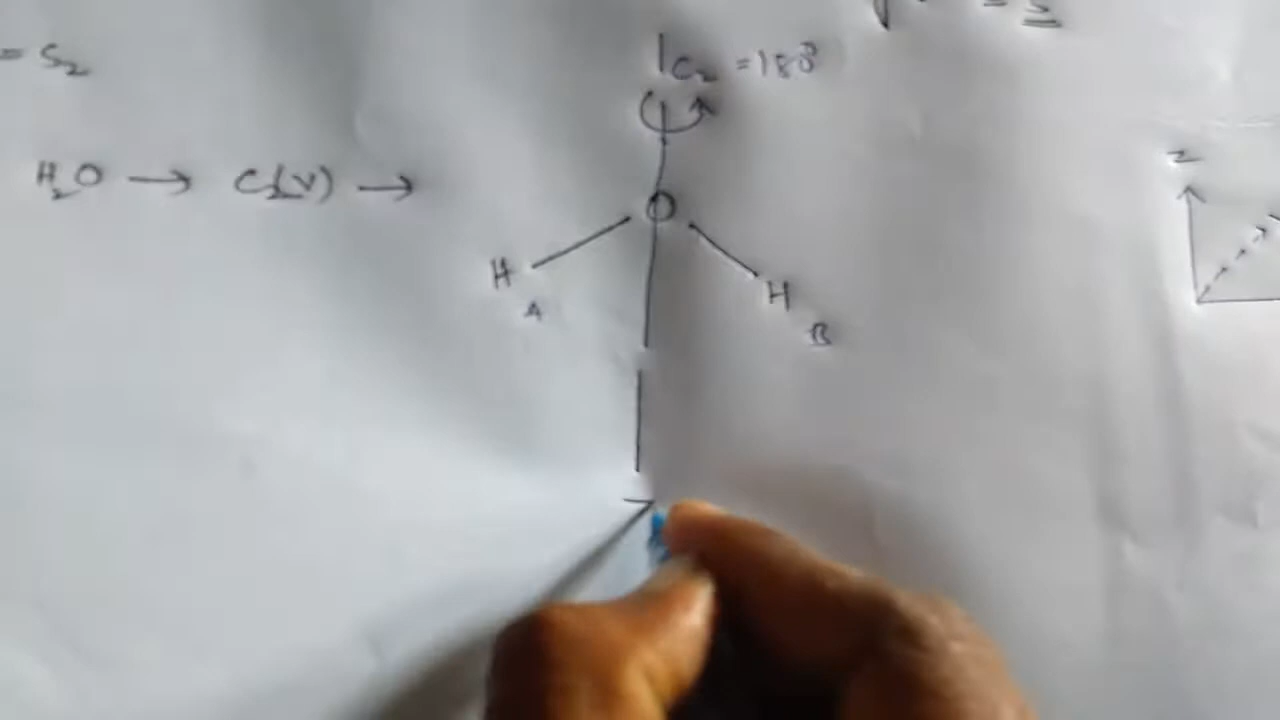 = S₂
C₂ = 180°
H₂O → C₂(V) →
O
H H
A B
z